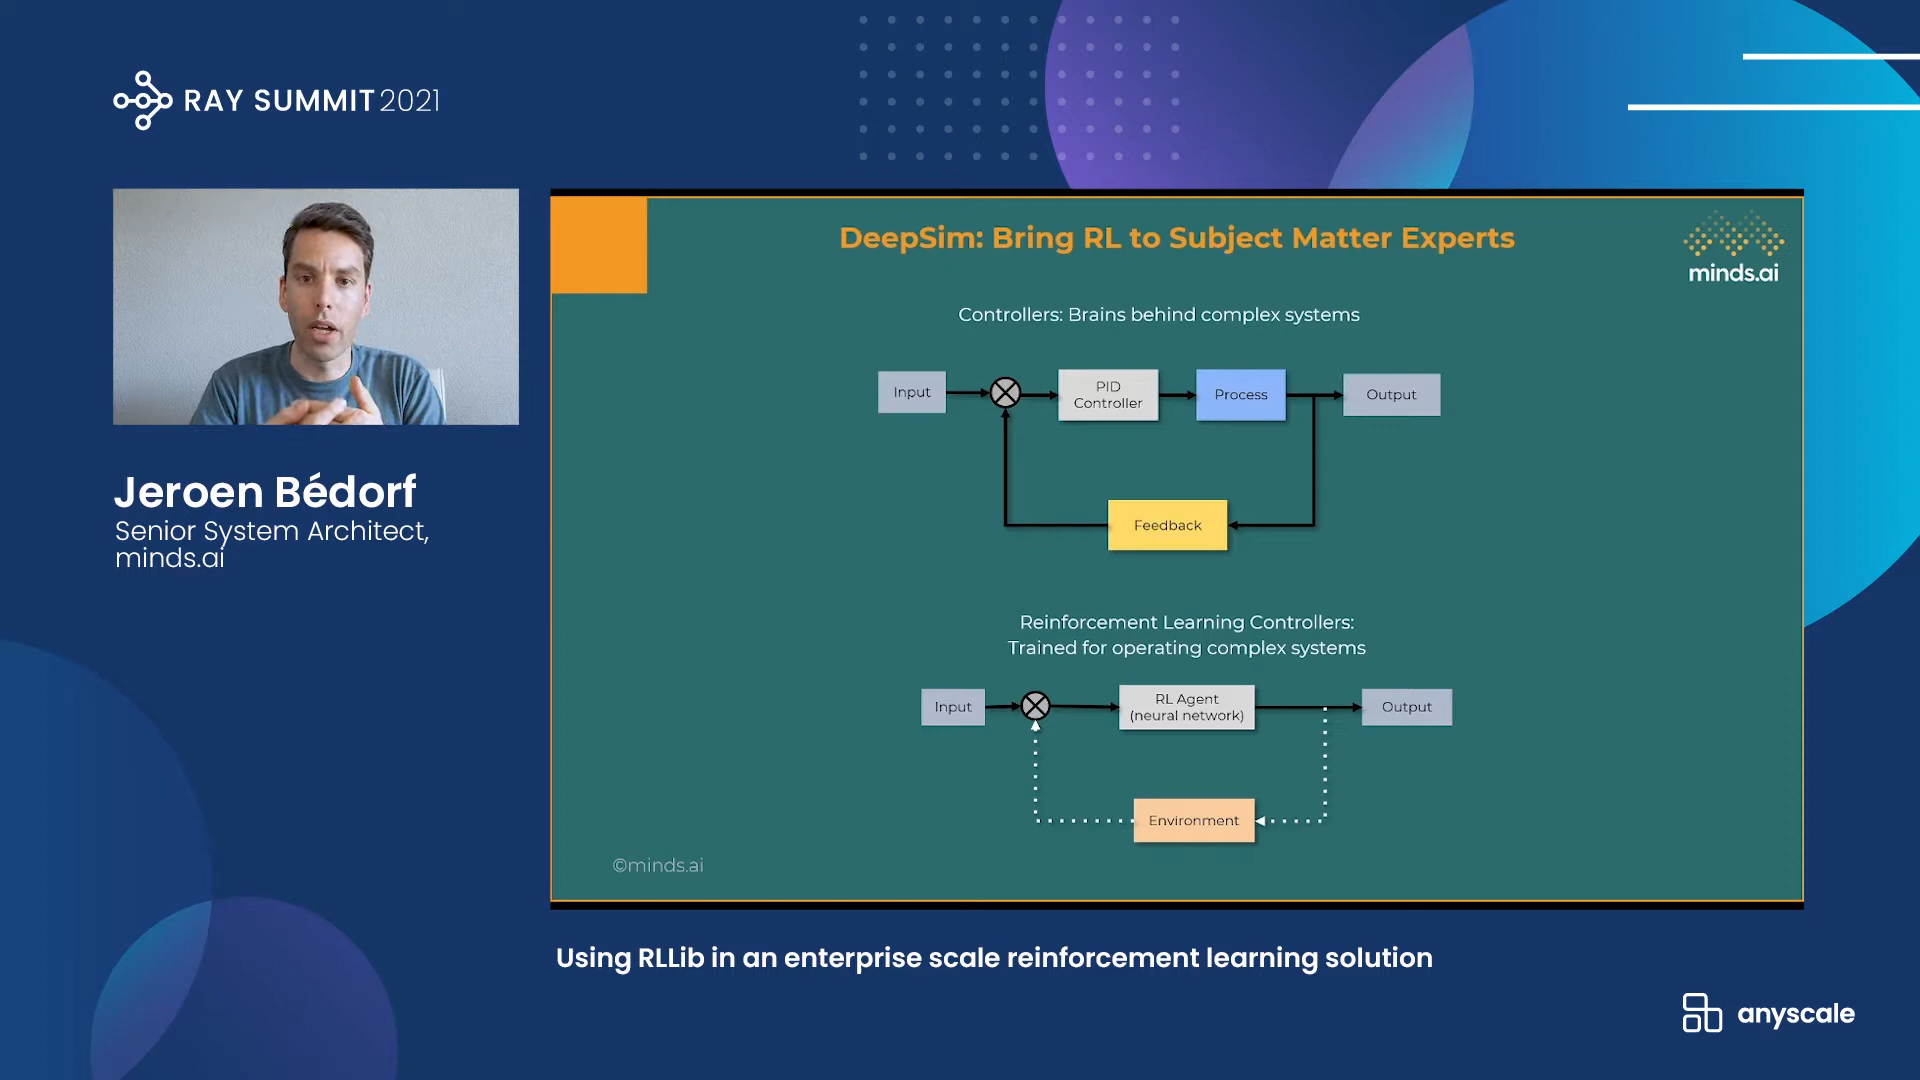 RAY SUMMIT 2021
Jeroen Bédorf
Senior System Architect,
minds.ai
DeepSim: Bring RL to Subject Matter Experts
minds.ai
Controllers: Brains behind complex systems
Input
PID
Controller
Process
Output
Feedback
Reinforcement Learning Controllers:
Trained for operating complex systems
Input
RL Agent
(neural network)
Output
Environment
©minds.ai
Using RLLib in an enterprise scale reinforcement learning solution
anyscale